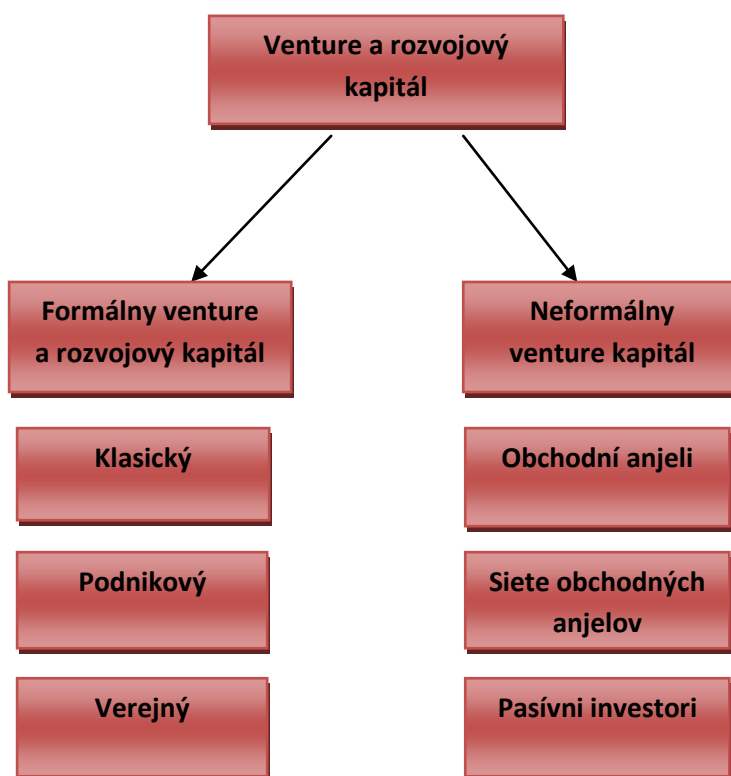 Venture a rozvojový
kapitál
Formálny venture
a rozvojový kapitál
Neformálny
venture kapitál
Klasický
Obchodní anjeli
Podnikový
Siete obchodných
anjelov
Verejný
Pasívni investori